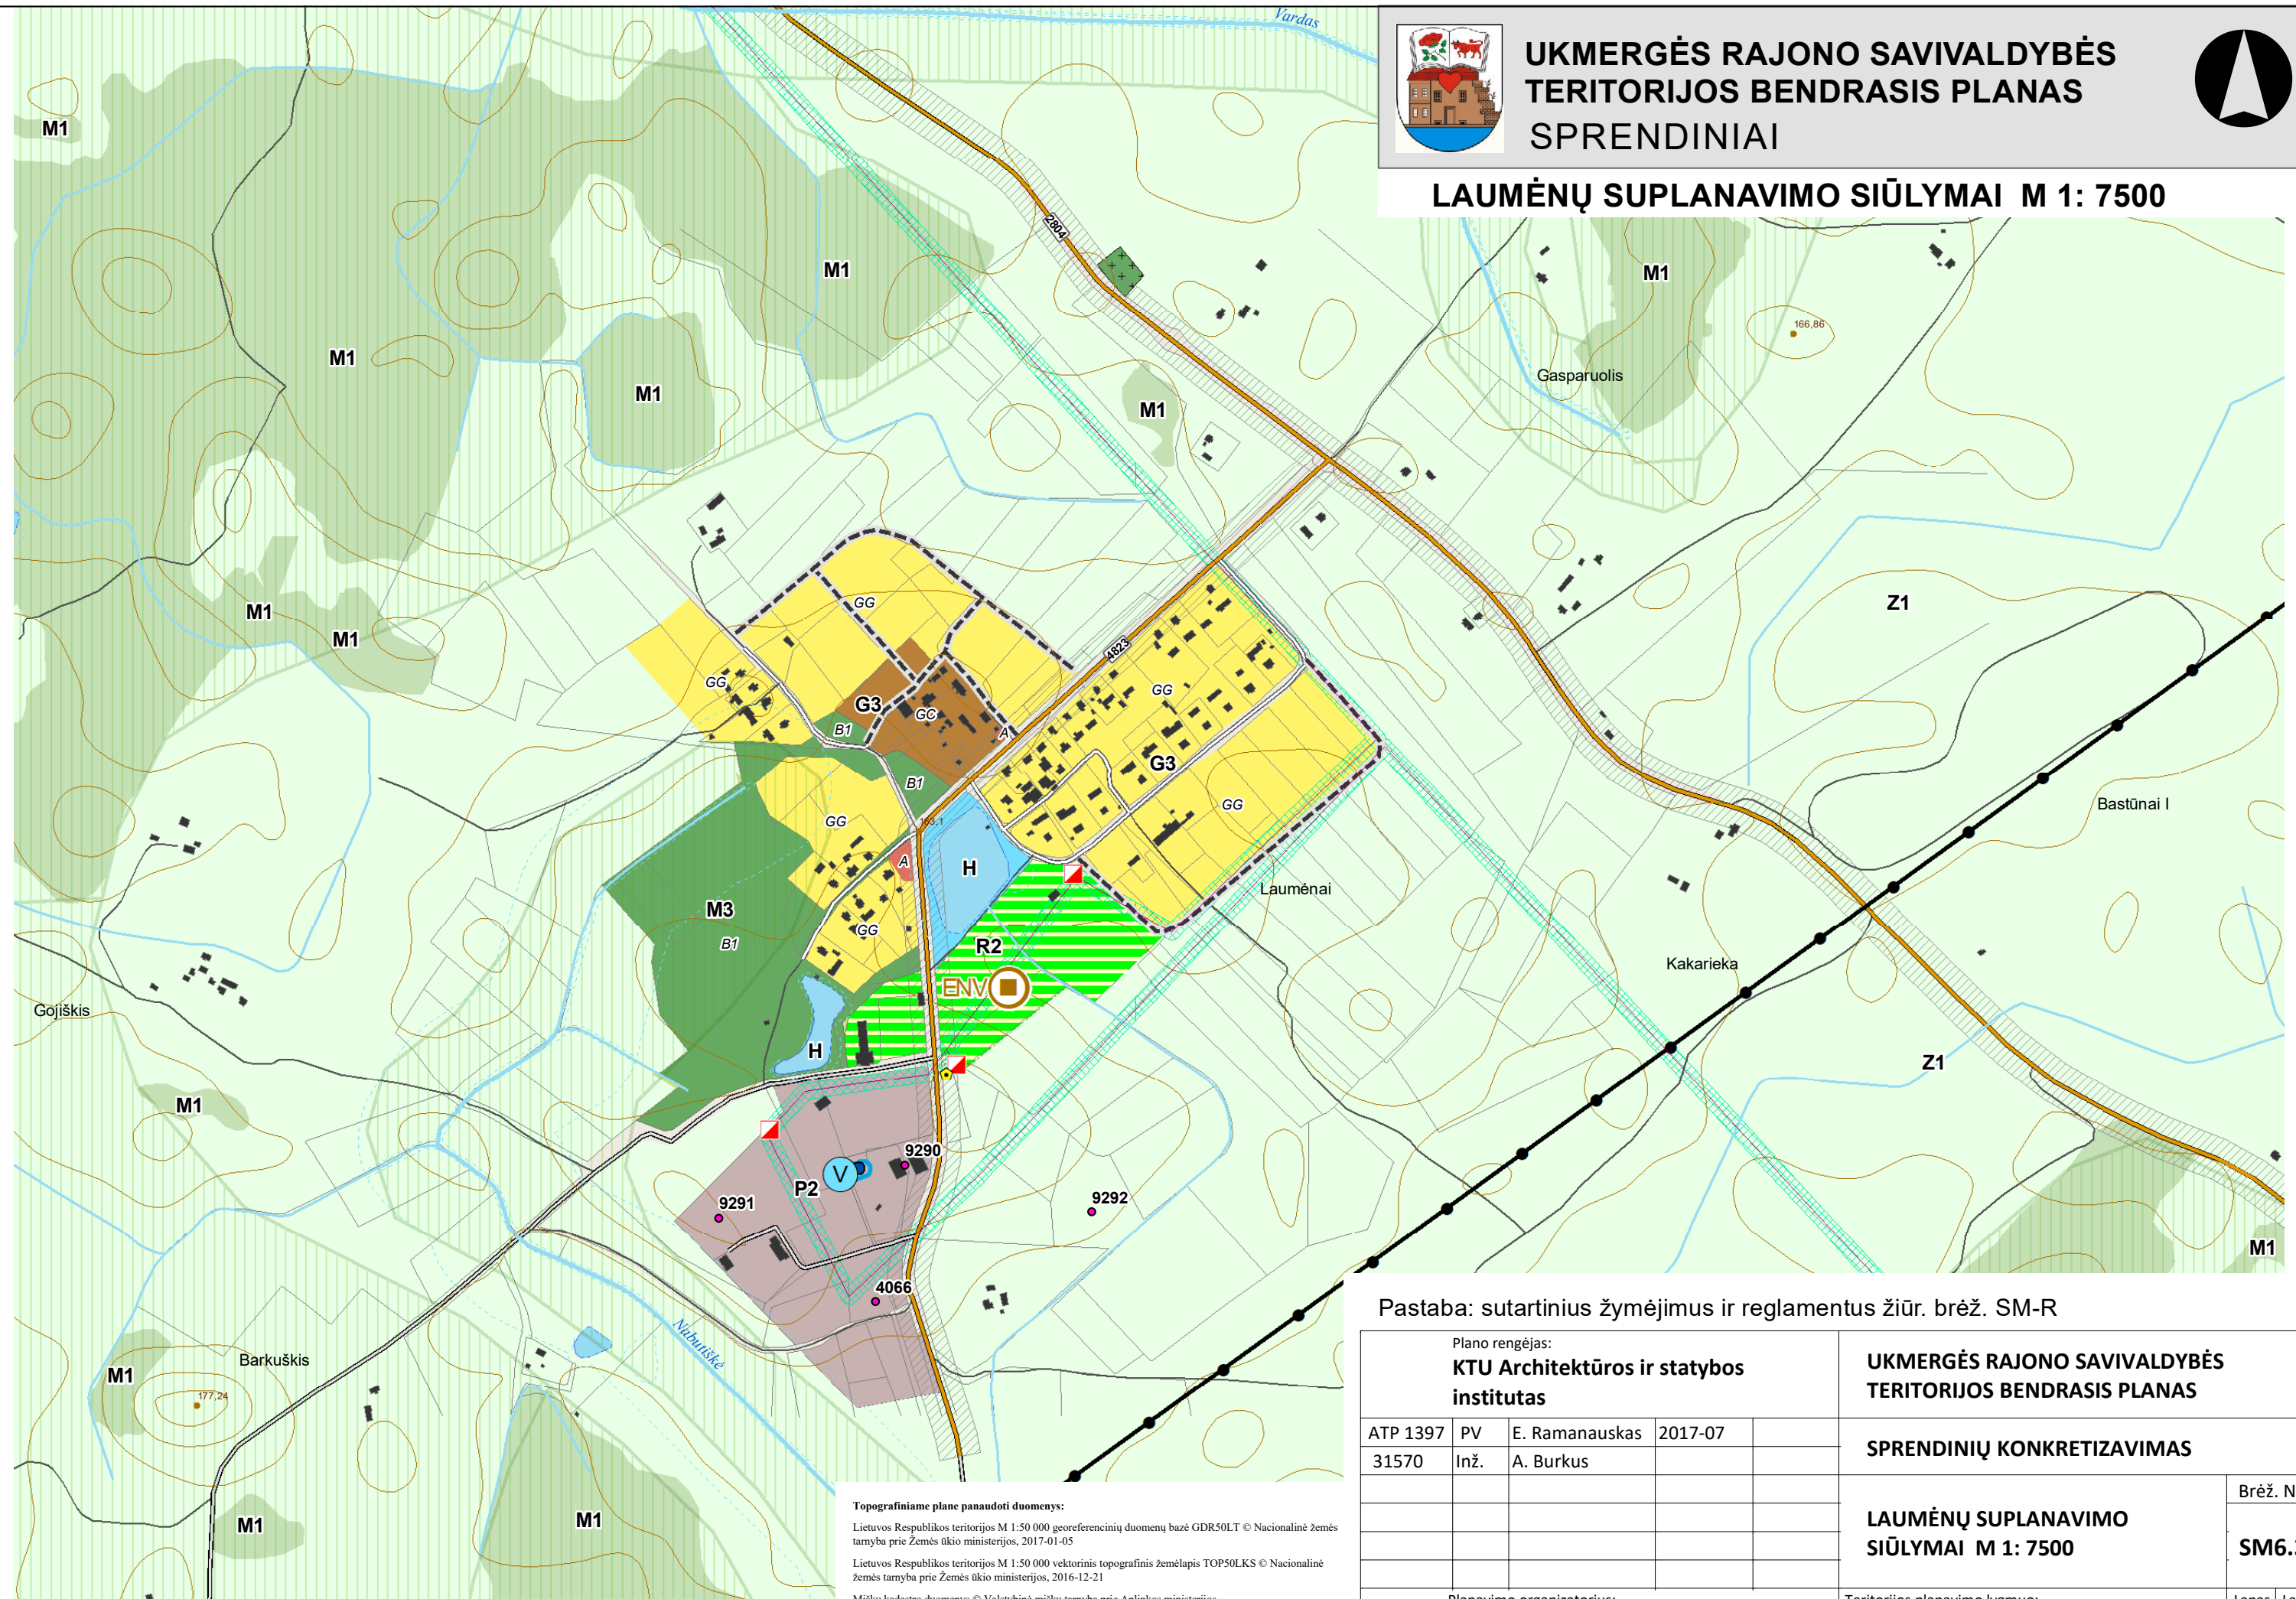 Vardas
UKMERGĖS RAJONO SAVIVALDYBĖS
TERITORIJOS BENDRASIS PLANAS
SPRENDINIAI
LAUMĖNŲ SUPLANAVIMO SIŪLYMAI M 1: 7500
M1
M1
M1
M1
M1
M1
2804
166,86
Gasparuolis
M1
M1
Z1
GG
4823
GG
GG
G3
GC
B1
A
G3
B1
GG
Bastūnai I
GG
163,1
A
H
Laumėnai
M3
B1
GG
R2
Kakarieka
ENV
Gojiškis
H
Z1
M1
9290
V
P2
9291
9292
M1
4066
Nabutiškė
Barkuškis
M1
177,24
M1
M1
Pastaba: sutartinius žymėjimus ir reglamentus žiūr. brėž. SM-R
Plano rengėjas:
KTU Architektūros ir statybos
institutas
UKMERGĖS RAJONO SAVIVALDYBĖS
TERITORIJOS BENDRASIS PLANAS
ATP 1397 PV E. Ramanauskas 2017-07
31570 Inž. A. Burkus
SPRENDINIŲ KONKRETIZAVIMAS
LAUMĖNŲ SUPLANAVIMO
SIŪLYMAI M 1: 7500
Brėž. N
SM6.
Topografiniame plane panaudoti duomenys:
Lietuvos Respublikos teritorijos M 1:50 000 georeferencinių duomenų bazė GDR50LT © Nacionalinė žemės
tarnyba prie Žemės ūkio ministerijos, 2017-01-05
Lietuvos Respublikos teritorijos M 1:50 000 vektorinis topografinis žemėlapis TOP50LKS © Nacionalinė
žemės tarnyba prie Žemės ūkio ministerijos, 2016-12-21